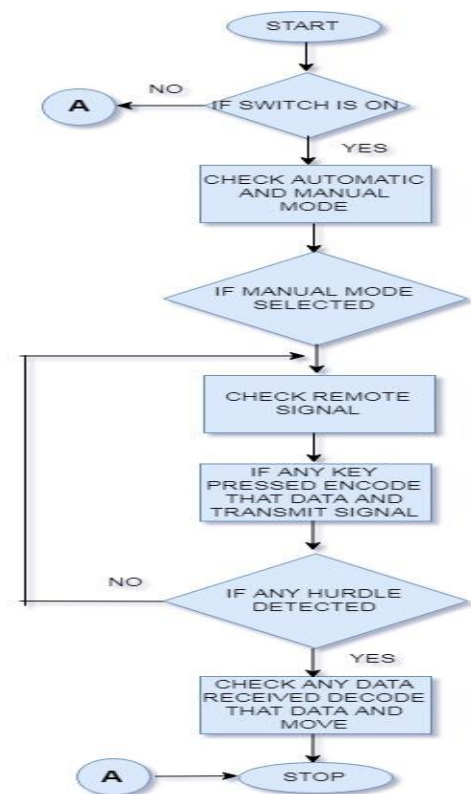 START
NO
A
IF SWITCH IS ON
YES
CHECK AUTOMATIC
AND MANUAL
MODE
IF MANUAL MODE
SELECTED
CHECK REMOTE
SIGNAL
IF ANY KEY
PRESSED ENCODE
THAT DATA AND
TRANSMIT SIGNAL
NO
IF ANY HURDLE
DETECTED
YES
CHECK ANY DATA
RECEIVED DECODE
THAT DATA AND
MOVE
A
STOP